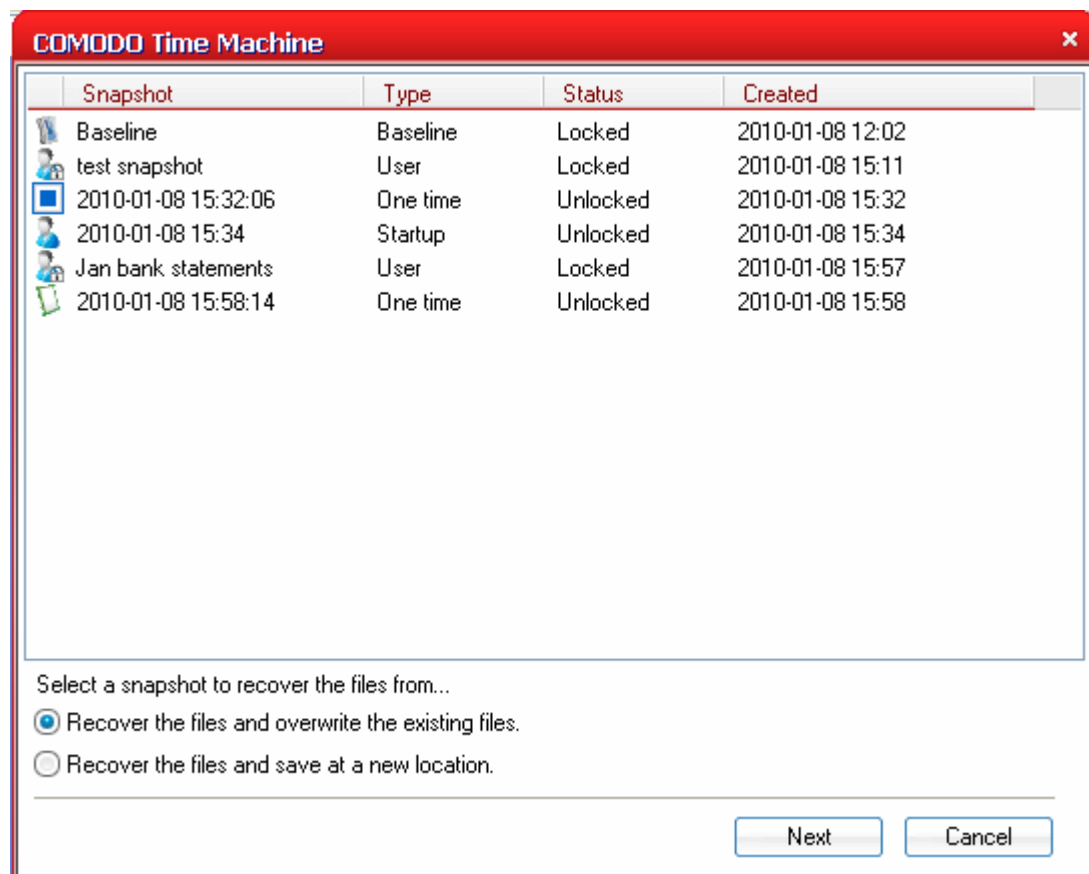 COMODO Time Machine
Snapshot Type Status Created
Baseline Baseline Locked 2010-01-08 12:02
test snapshot User Locked 2010-01-08 15:11
2010-01-08 15:32:06 One time Unlocked 2010-01-08 15:32
2010-01-08 15:34 Startup Unlocked 2010-01-08 15:34
Jan bank statements User Locked 2010-01-08 15:57
2010-01-08 15:58:14 One time Unlocked 2010-01-08 15:58
Select a snapshot to recover the files from...
Recover the files and overwrite the existing files.
Recover the files and save at a new location.
Next Cancel